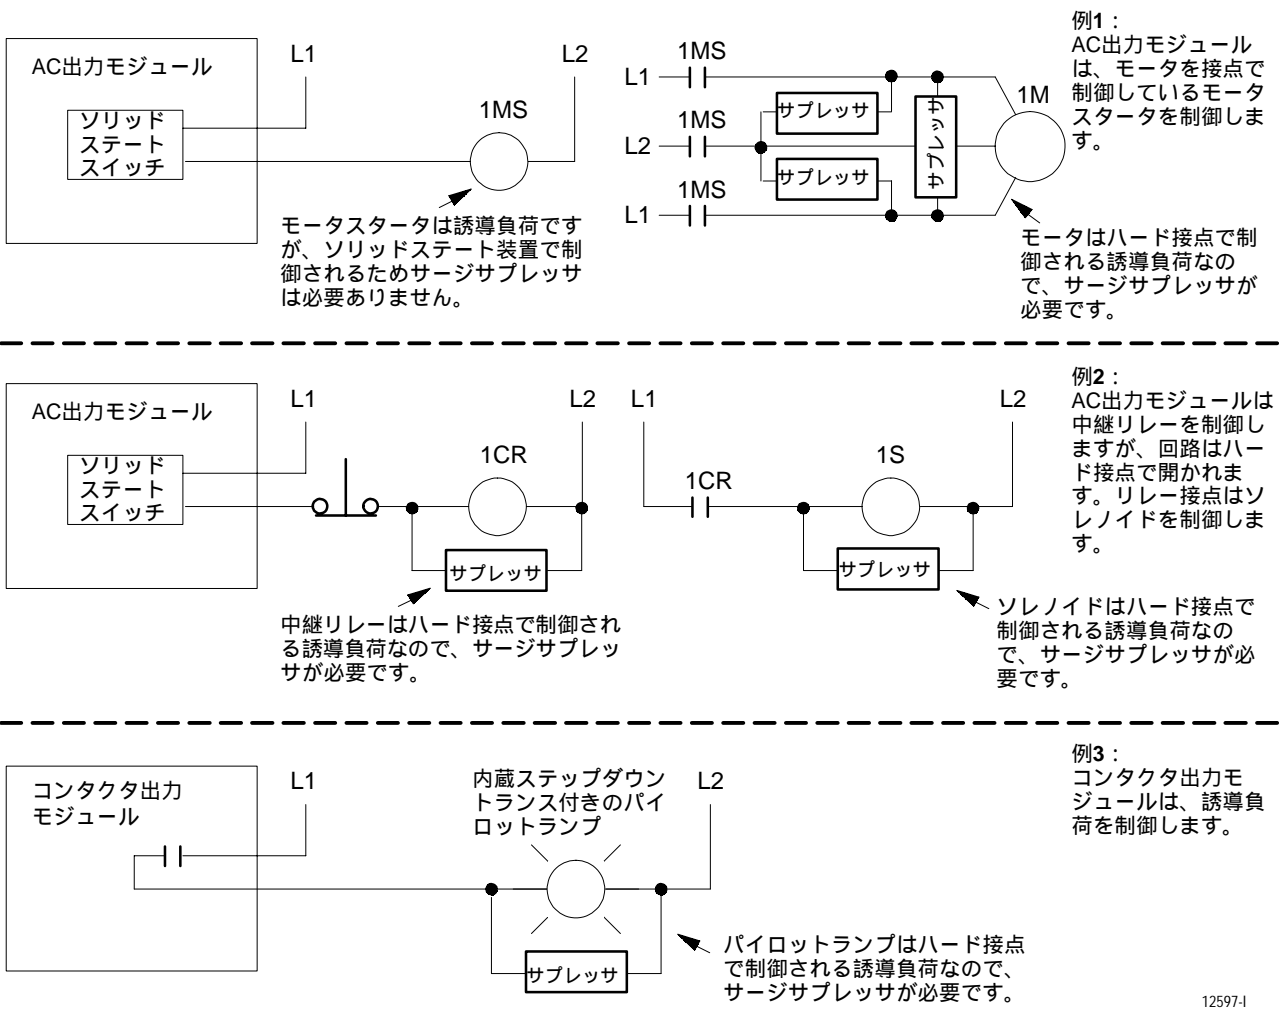 例1：
AC出力モジュール
は、モータを接点で
制御しているモータ
スタータを制御しま
す。
AC出力モジュール
L1
L2
ソリッド
ステート
スイッチ
1MS
モータスタータは誘導負荷です
が、ソリッドステート装置で制
御されるためサージサプレッサ
は必要ありません。
1MS
L1
1MS
L2
1MS
L1
サプレッサ
サプレッサ
サプレッサ
1M
モータはハード接点で制
御される誘導負荷なの
で、サージサプレッサが
必要です。
例2：
AC出力モジュールは
中継リレーを制御し
ますが、回路はハー
ド接点で開かれま
す。リレー接点はソ
レノイドを制御しま
す。
AC出力モジュール
L1
L2
ソリッド
ステート
スイッチ
1CR
サプレッサ
中継リレーはハード接点で制御され
る誘導負荷なので、サージサプレッ
サが必要です。
L1
L2
1CR
1S
サプレッサ
ソレノイドはハード接点で
制御される誘導負荷なの
で、サージサプレッサが必
要です。
例3：
コンタクタ出力モ
ジュールは、誘導負
荷を制御します。
コンタクタ出力
モジュール
L1
内蔵ステップダウン
トランス付きのパイ
ロットランプ
L2
サプレッサ
パイロットランプはハード接点
で制御される誘導負荷なので、
サージサプレッサが必要です。
12597-I